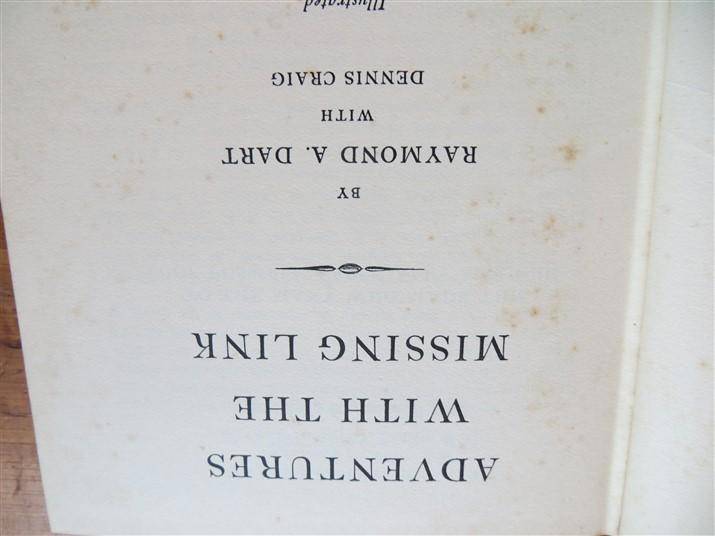 ADVENTURES
WITH THE
MISSING LINK
BY
RAYMOND A. DART
WITH
DENNIS CRAIG
Illustrated